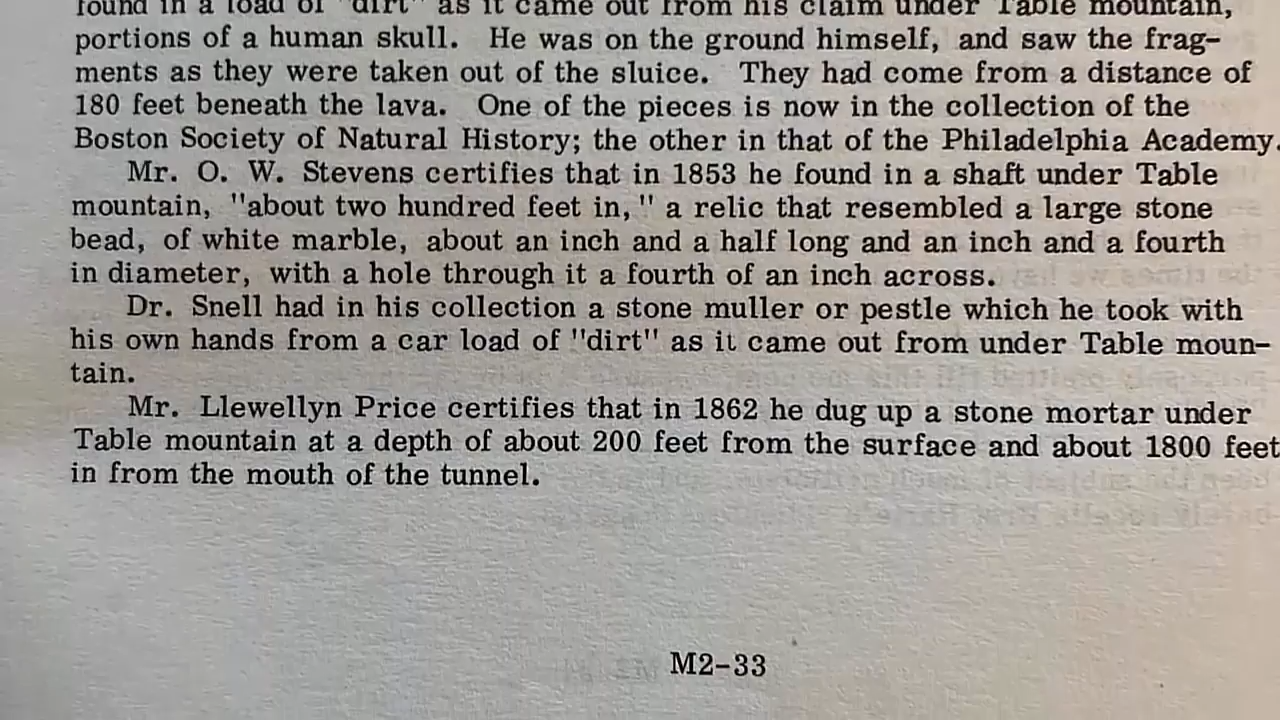 found in a load of "dirt" as it came out from his claim under Table mountain,
portions of a human skull. He was on the ground himself, and saw the frag-
ments as they were taken out of the sluice. They had come from a distance of
180 feet beneath the lava. One of the pieces is now in the collection of the
Boston Society of Natural History; the other in that of the Philadelphia Academy.
Mr. O. W. Stevens certifies that in 1853 he found in a shaft under Table
mountain, "about two hundred feet in," a relic that resembled a large stone
bead, of white marble, about an inch and a half long and an inch and a fourth
in diameter, with a hole through it a fourth of an inch across.
Dr. Snell had in his collection a stone muller or pestle which he took with
his own hands from a car load of "dirt" as it came out from under Table moun-
tain.
Mr. Llewellyn Price certifies that in 1862 he dug up a stone mortar under
Table mountain at a depth of about 200 feet from the surface and about 1800 feet
in from the mouth of the tunnel.
M2-33